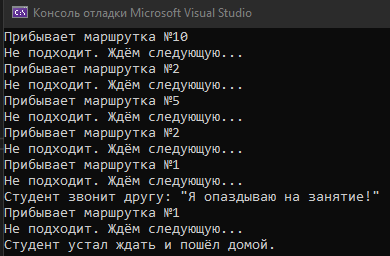 Консоль отладки Microsoft Visual Studio
Прибывает маршрутка №10
Не подходит. Ждём следующую...
Прибывает маршрутка №2
Не подходит. Ждём следующую...
Прибывает маршрутка №5
Не подходит. Ждём следующую...
Прибывает маршрутка №2
Не подходит. Ждём следующую...
Прибывает маршрутка №1
Не подходит. Ждём следующую...
Студент звонит другу: "Я опаздываю на занятие!"
Прибывает маршрутка №1
Не подходит. Ждём следующую...
Студент устал ждать и пошёл домой.